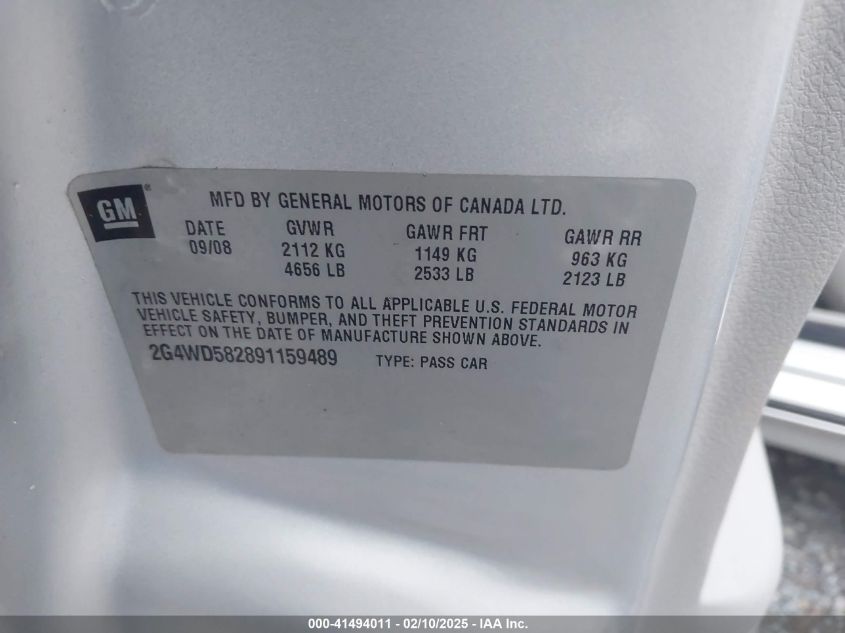 GM®
MFD BY GENERAL MOTORS OF CANADA LTD.
DATE GVWR GAWR FRT GAWR RR
09/08 2112 KG 1149 KG 963 KG
4656 LB 2533 LB 2123 LB
THIS VEHICLE CONFORMS TO ALL APPLICABLE U.S. FEDERAL MOTOR
VEHICLE SAFETY, BUMPER, AND THEFT PREVENTION STANDARDS IN
EFFECT ON THE DATE OF MANUFACTURE SHOWN ABOVE.
2G4WD582891159489 TYPE: PASS CAR
000-41494011 - 02/10/2025 - IAA Inc.